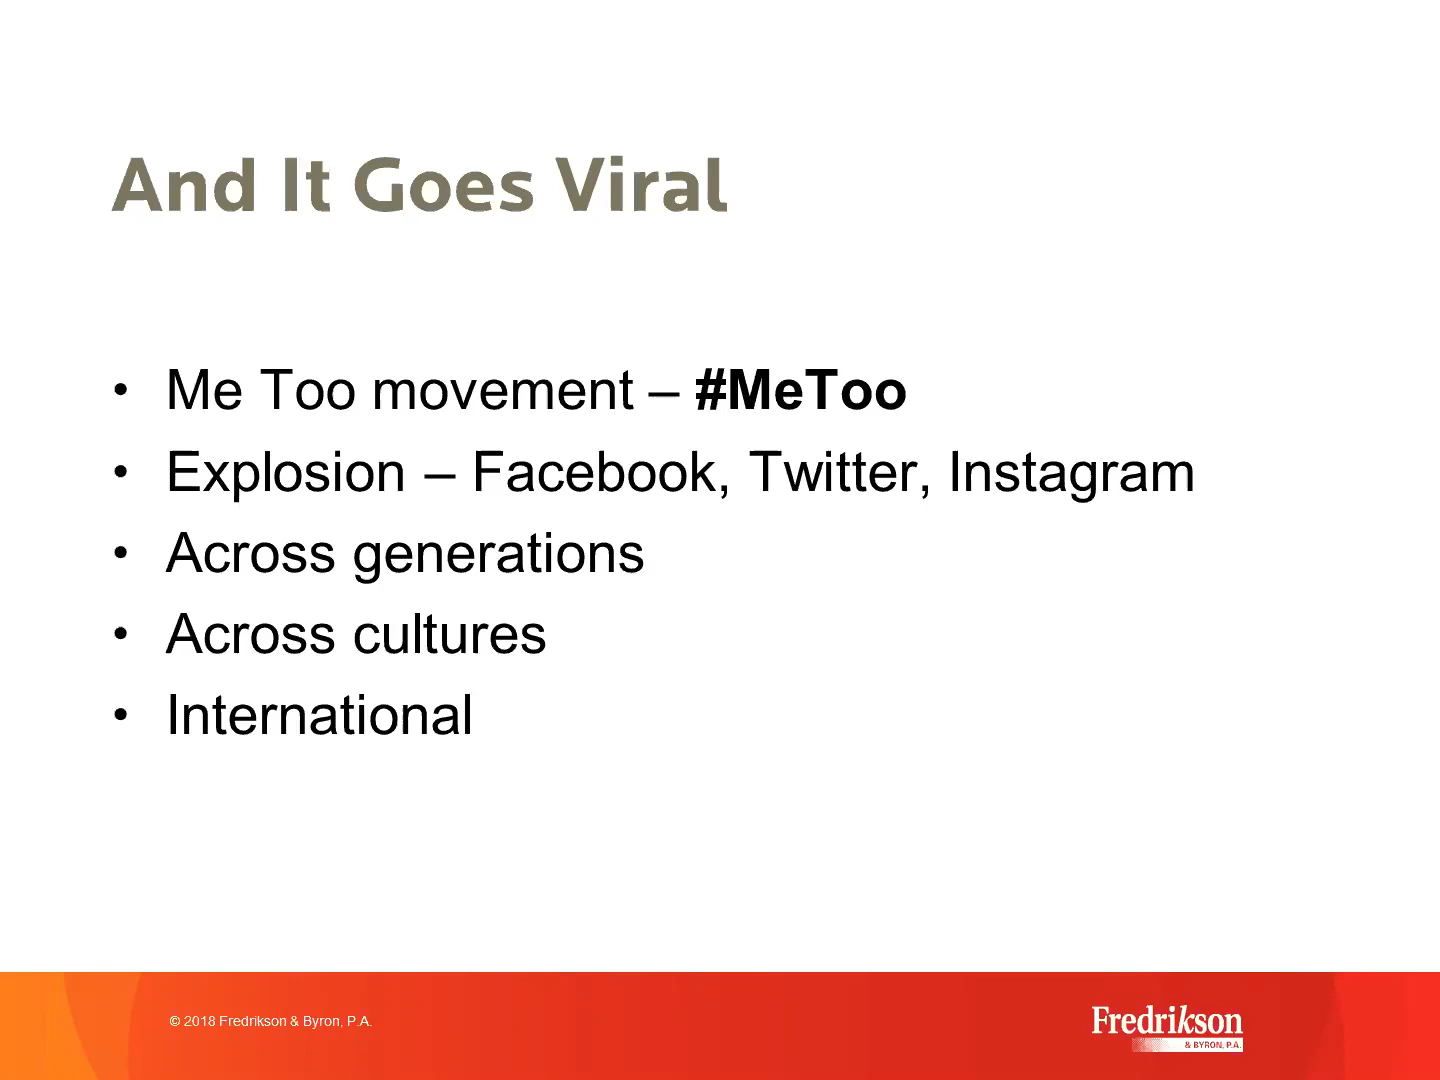 And It Goes Viral
• Me Too movement – #MeToo
• Explosion – Facebook, Twitter, Instagram
• Across generations
• Across cultures
• International
© 2018 Fredrikson & Byron, P.A.
Fredrikson
& BYRON, P.A.